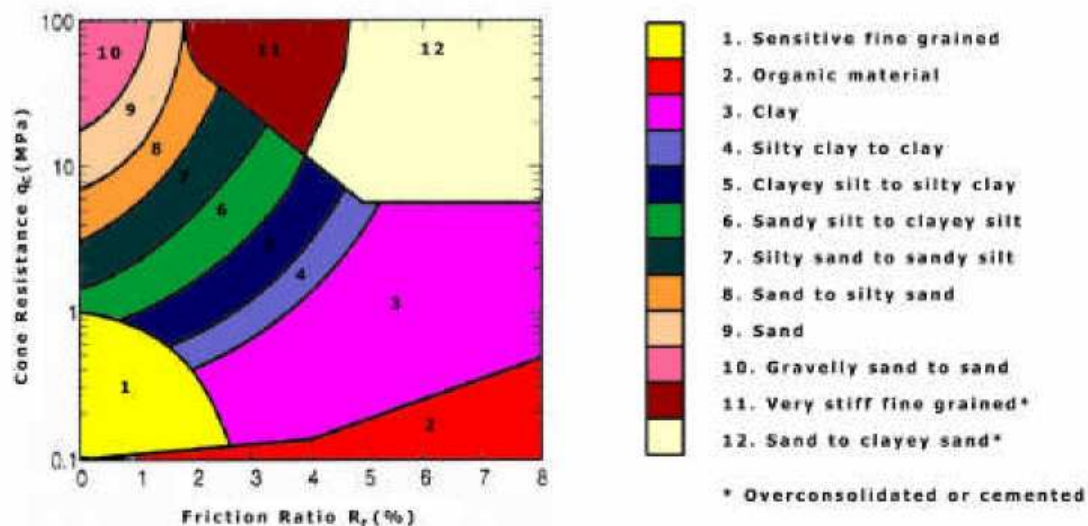 100
10
1
0.1
Cone Resistance qc(MPa)
0 1 2 3 4 5 6 7 8
Friction Ratio Rf(%)
10
11
12
9
8
7
6
5
4
3
1
2
1. Sensitive fine grained
2. Organic material
3. Clay
4. Silty clay to clay
5. Clayey silt to silty clay
6. Sandy silt to clayey silt
7. Silty sand to sandy silt
8. Sand to silty sand
9. Sand
10. Gravelly sand to sand
11. Very stiff fine grained*
12. Sand to clayey sand*
* Overconsolidated or cemented